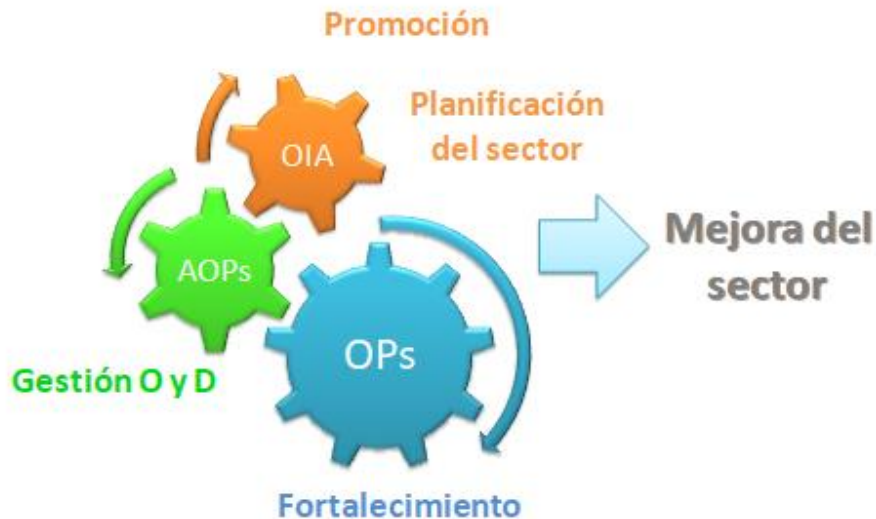 Promoción
Planificación
del sector
OIA
AOPs
OPs
Mejora del
sector
Gestión O y D
Fortalecimiento